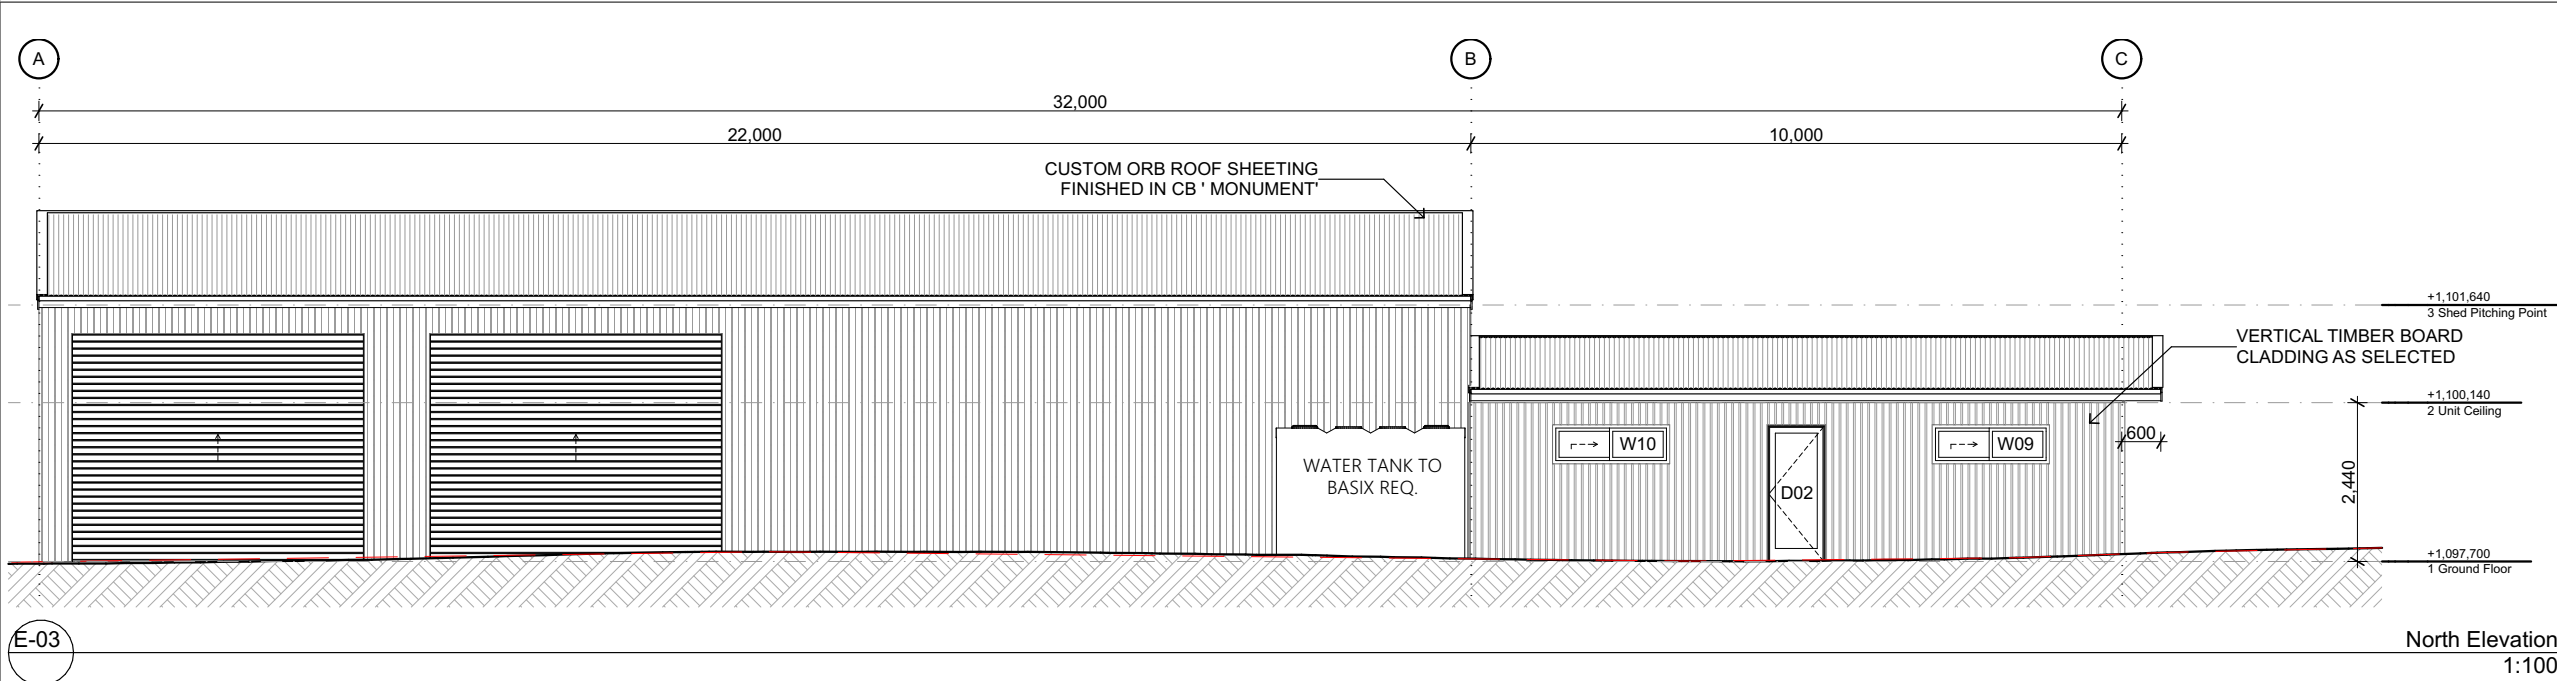 A
B
C
32,000
22,000
10,000
CUSTOM ORB ROOF SHEETING
FINISHED IN CB ' MONUMENT'
+1,101,640
3 Shed Pitching Point
VERTICAL TIMBER BOARD
CLADDING AS SELECTED
+1,100,140
2 Unit Ceiling
600
W10
W09
WATER TANK TO
BASIX REQ.
D02
2,440
+1,097,700
1 Ground Floor
E-03
North Elevation
1:100